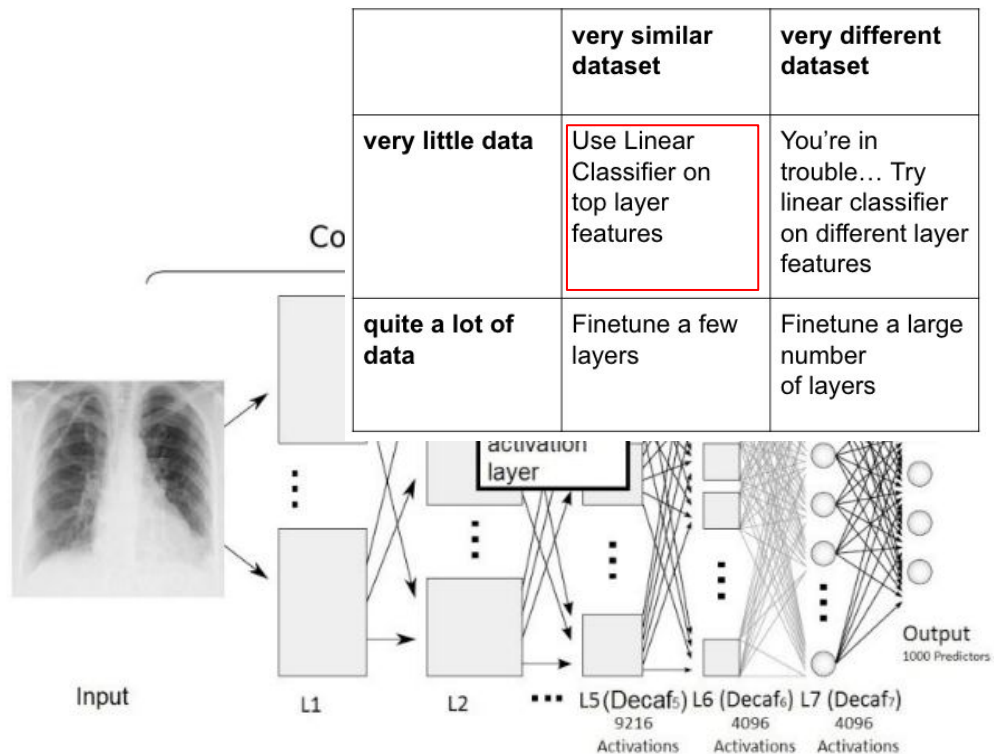 very similar
dataset
very different
dataset
very little data
Use Linear
Classifier on
top layer
features
You’re in
trouble… Try
linear classifier
on different layer
features
quite a lot of
data
Finetune a few
layers
Finetune a large
number
of layers
Co
activation
layer
Output
1000 Predictors
Input
L1
L2
L5 (Decaf₅)
9216
Activations
L6 (Decaf₆)
4096
Activations
L7 (Decaf₇)
4096
Activations